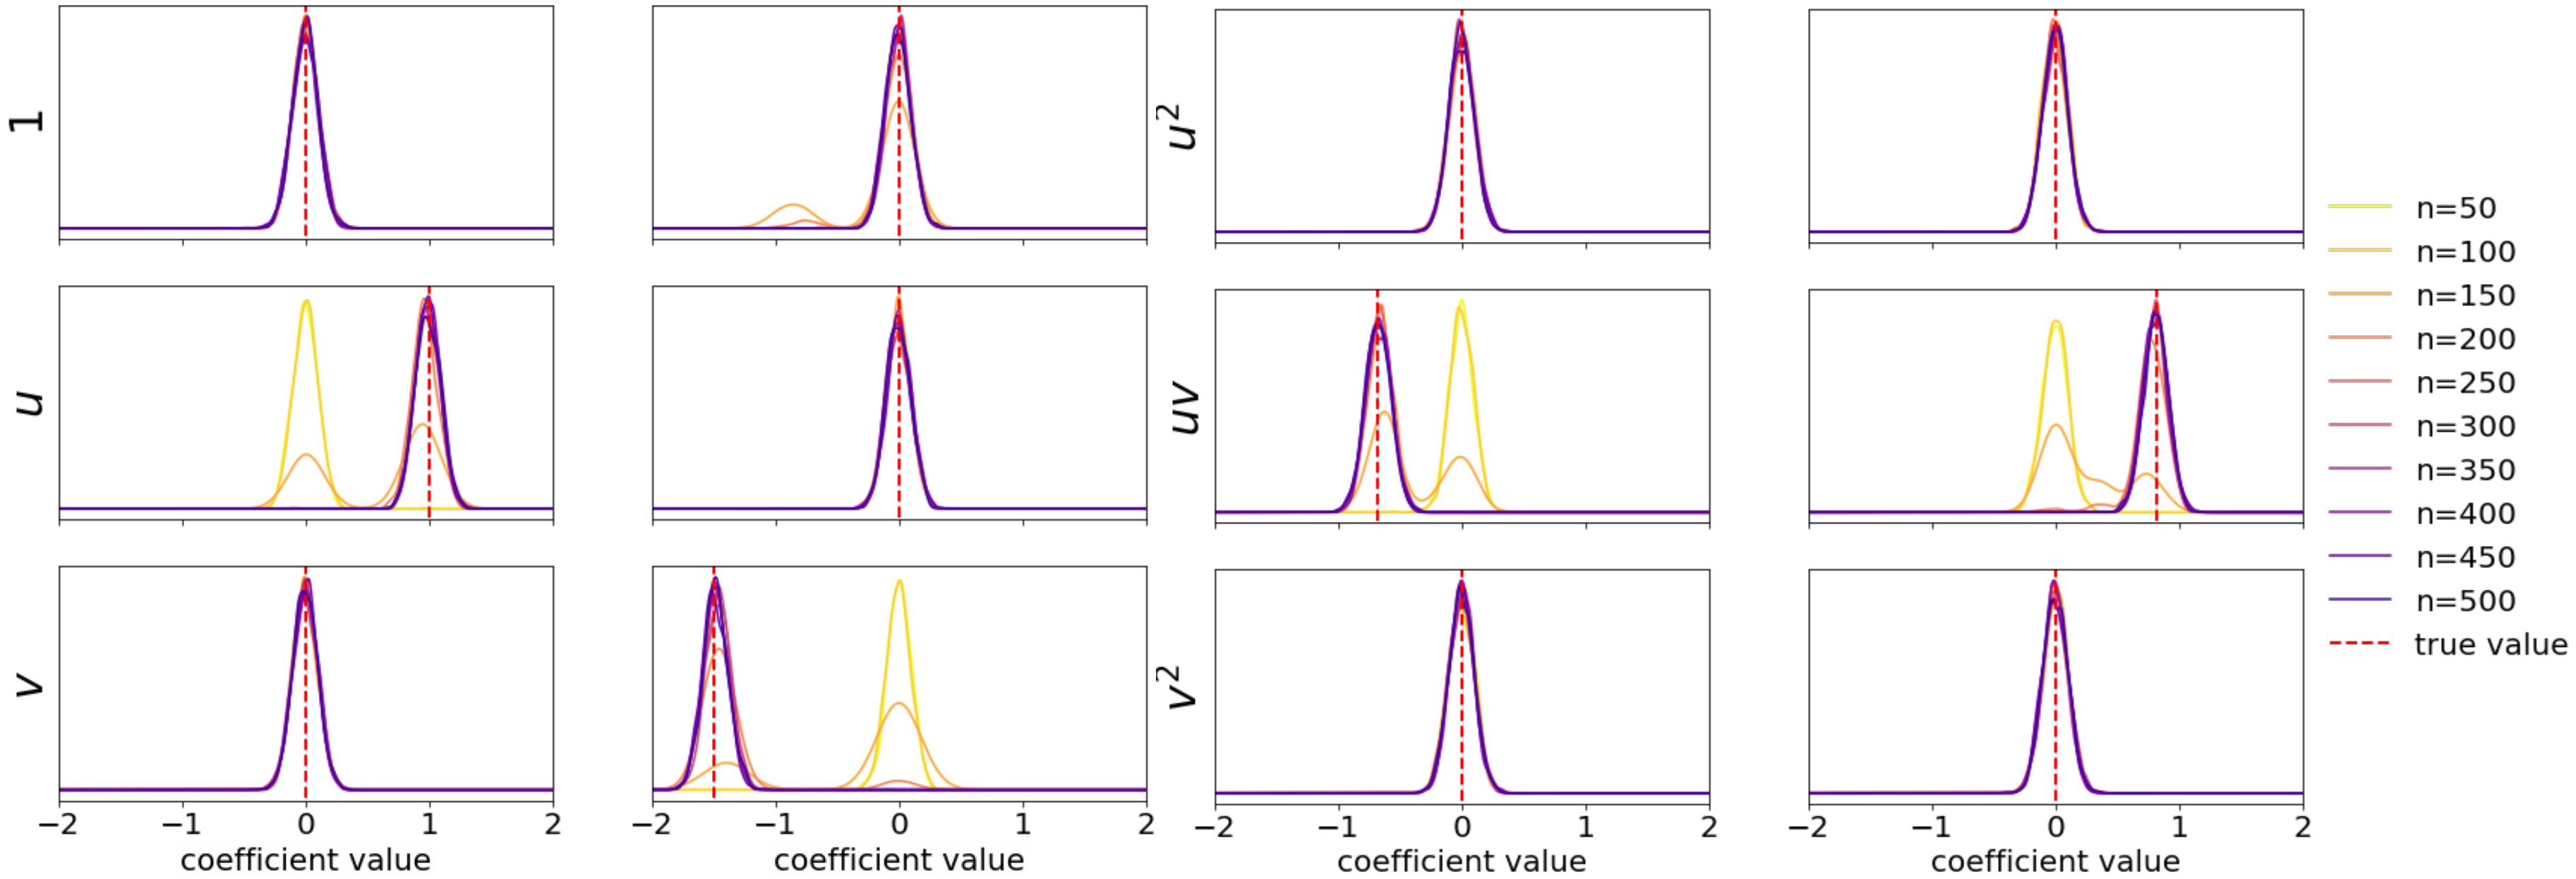 1
u²
u
uv
v
v²
−2 −1 0 1 2
−2 −1 0 1 2
−2 −1 0 1 2
−2 −1 0 1 2
coefficient value
coefficient value
coefficient value
coefficient value
n=50
n=100
n=150
n=200
n=250
n=300
n=350
n=400
n=450
n=500
true value